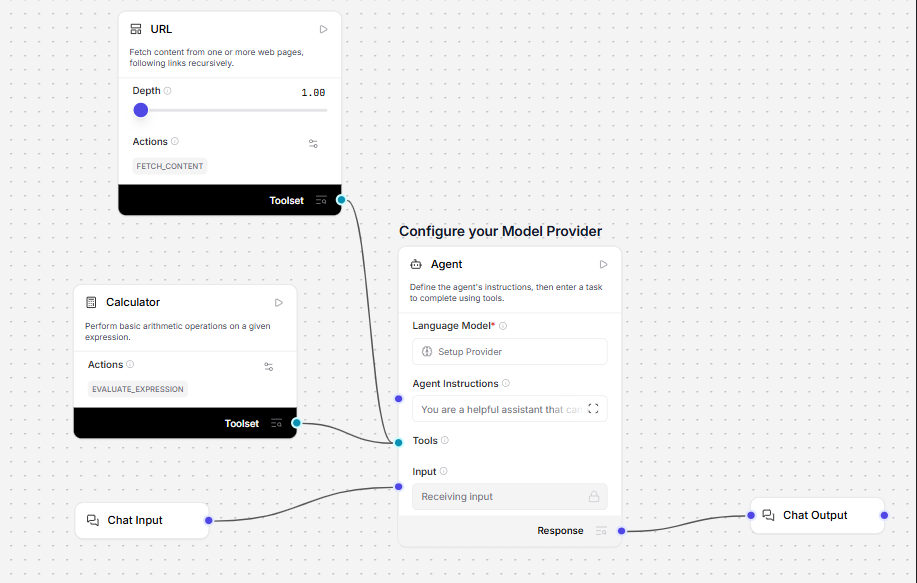 URL
Fetch content from one or more web pages,
following links recursively.
Depth
1.00
Actions
FETCH_CONTENT
Toolset
Calculator
Perform basic arithmetic operations on a given
expression.
Actions
EVALUATE_EXPRESSION
Toolset
Chat Input
Configure your Model Provider
Agent
Define the agent's instructions, then enter a task
to complete using tools.
Language Model*
Setup Provider
Agent Instructions
You are a helpful assistant that can
Tools
Input
Receiving input
Response
Chat Output